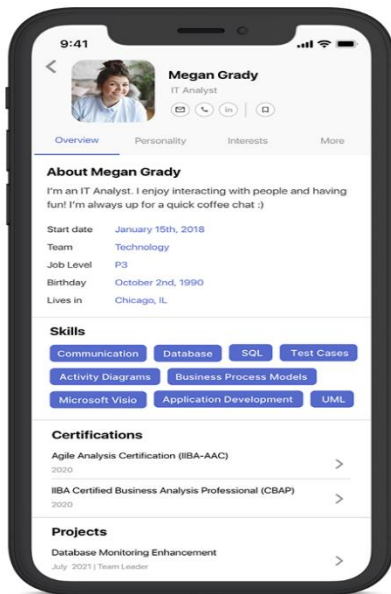 9:41
Megan Grady
IT Analyst
in
Overview Personality Interests More
About Megan Grady
I'm an IT Analyst. I enjoy interacting with people and having
fun! I'm always up for a quick coffee chat :)
Start date January 15th, 2018
Team Technology
Job Level P3
Birthday October 2nd, 1990
Lives in Chicago, IL
Skills
Communication Database SQL Test Cases
Activity Diagrams Business Process Models
Microsoft Visio Application Development UML
Certifications
Agile Analysis Certification (IIBA-AAC)
2020
IIBA Certified Business Analysis Professional (CBAP)
2020
Projects
Database Monitoring Enhancement
July 2021 | Team Leader